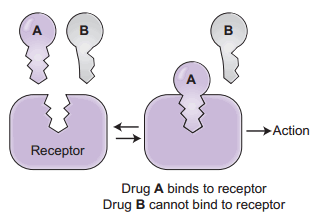 A B B
A
Receptor
Action
Drug A binds to receptor
Drug B cannot bind to receptor